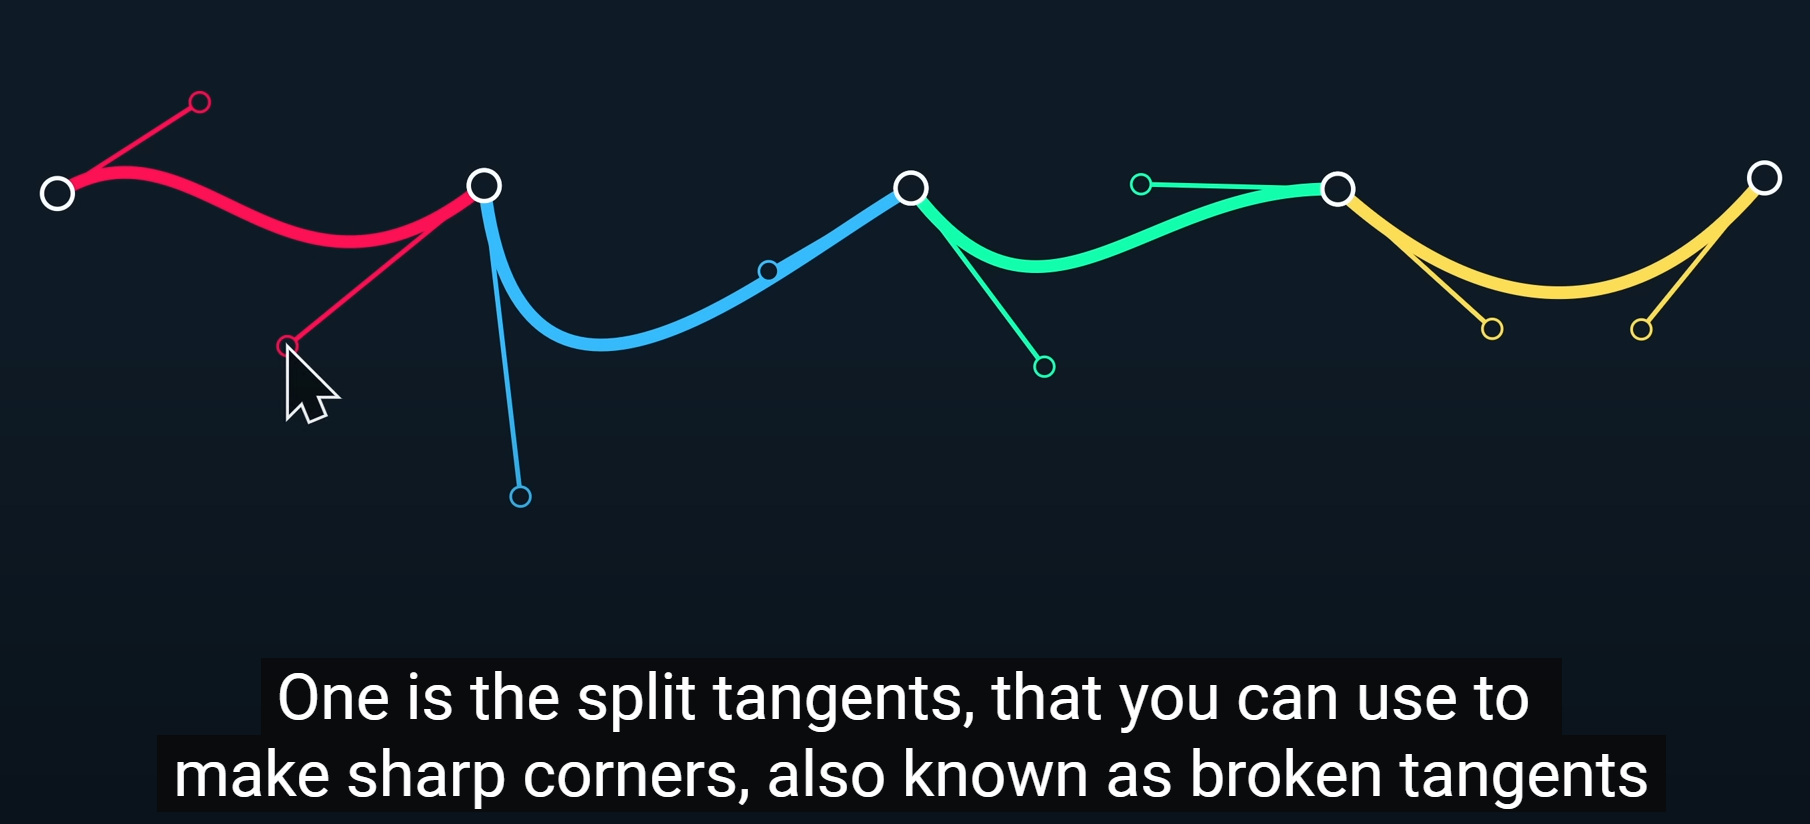 One is the split tangents, that you can use to
make sharp corners, also known as broken tangents